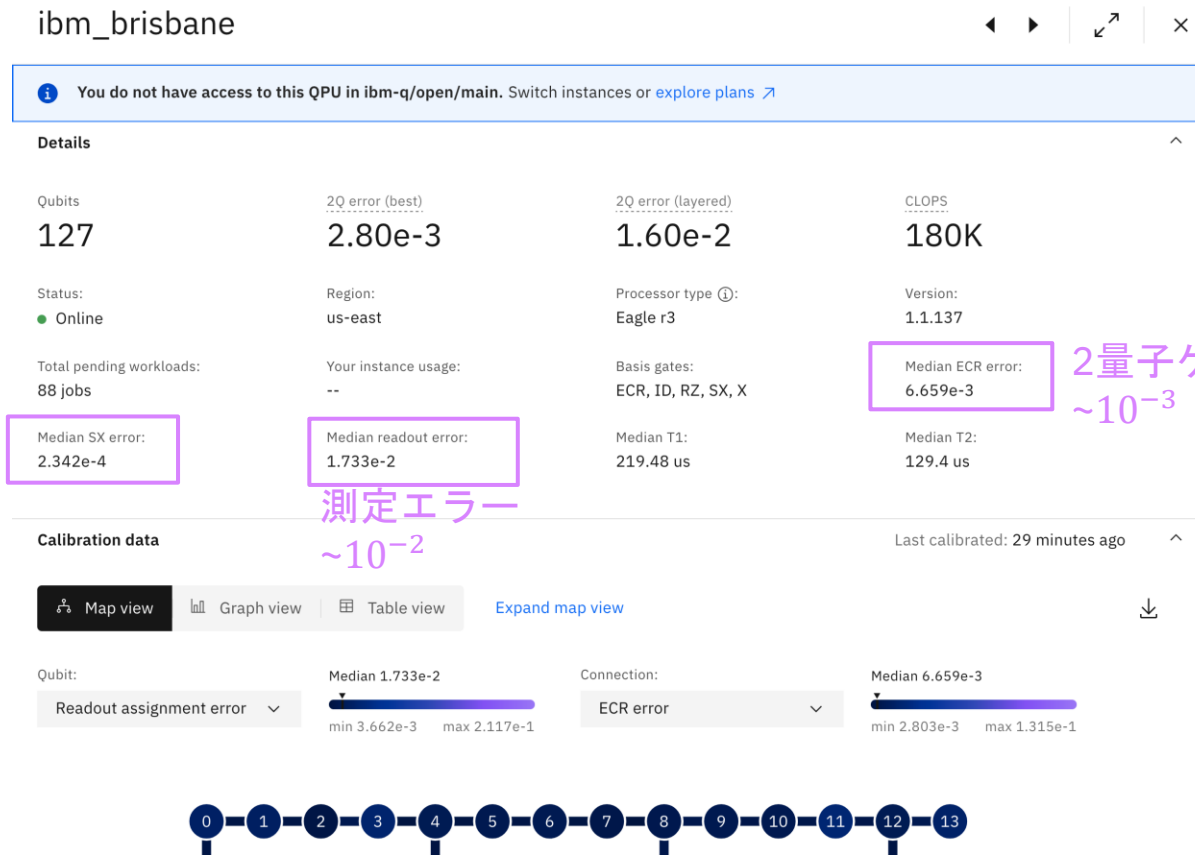 ibm_brisbane
You do not have access to this QPU in ibm-q/open/main. Switch instances or explore plans
Details
Qubits
127
2Q error (best)
2.80e-3
2Q error (layered)
1.60e-2
CLOPS
180K
Status:
Online
Region:
us-east
Processor type :
Eagle r3
Version:
1.1.137
Total pending workloads:
88 jobs
Your instance usage:
--
Basis gates:
ECR, ID, RZ, SX, X
Median ECR error:
6.659e-3
2量子ゲ
~10⁻³
Median SX error:
2.342e-4
Median readout error:
1.733e-2
Median T1:
219.48 us
Median T2:
129.4 us
測定エラー
~10⁻²
Calibration data
Last calibrated: 29 minutes ago
Map view
Graph view
Table view
Expand map view
Qubit:
Readout assignment error
Median 1.733e-2
min 3.662e-3 max 2.117e-1
Connection:
ECR error
Median 6.659e-3
min 2.803e-3 max 1.315e-1
0 1 2 3 4 5 6 7 8 9 10 11 12 13